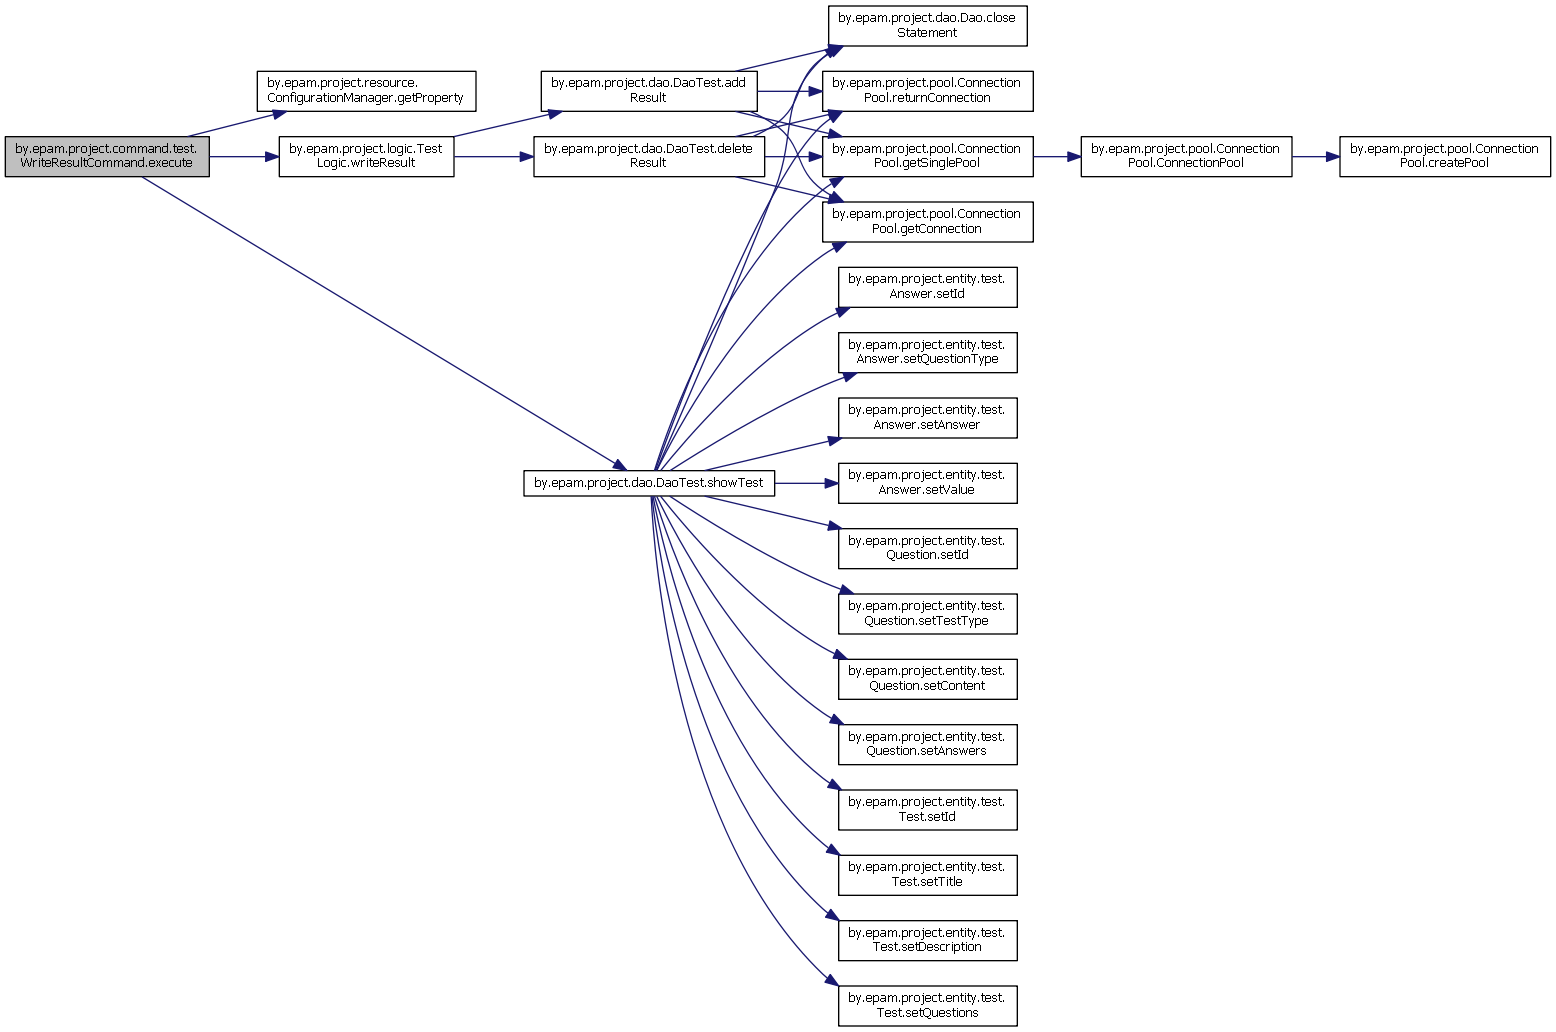 by.epam.project.command.test.
WriteResultCommand.execute
by.epam.project.resource.
ConfigurationManager.getProperty
by.epam.project.logic.Test
Logic.writeResult
by.epam.project.dao.DaoTest.add
Result
by.epam.project.dao.DaoTest.delete
Result
by.epam.project.dao.DaoTest.showTest
by.epam.project.dao.Dao.close
Statement
by.epam.project.pool.Connection
Pool.returnConnection
by.epam.project.pool.Connection
Pool.getSinglePool
by.epam.project.pool.Connection
Pool.getConnection
by.epam.project.entity.test.
Answer.setId
by.epam.project.entity.test.
Answer.setQuestionType
by.epam.project.entity.test.
Answer.setAnswer
by.epam.project.entity.test.
Answer.setValue
by.epam.project.entity.test.
Question.setId
by.epam.project.entity.test.
Question.setTestType
by.epam.project.entity.test.
Question.setContent
by.epam.project.entity.test.
Question.setAnswers
by.epam.project.entity.test.
Test.setId
by.epam.project.entity.test.
Test.setTitle
by.epam.project.entity.test.
Test.setDescription
by.epam.project.entity.test.
Test.setQuestions
by.epam.project.pool.Connection
Pool.ConnectionPool
by.epam.project.pool.Connection
Pool.createPool